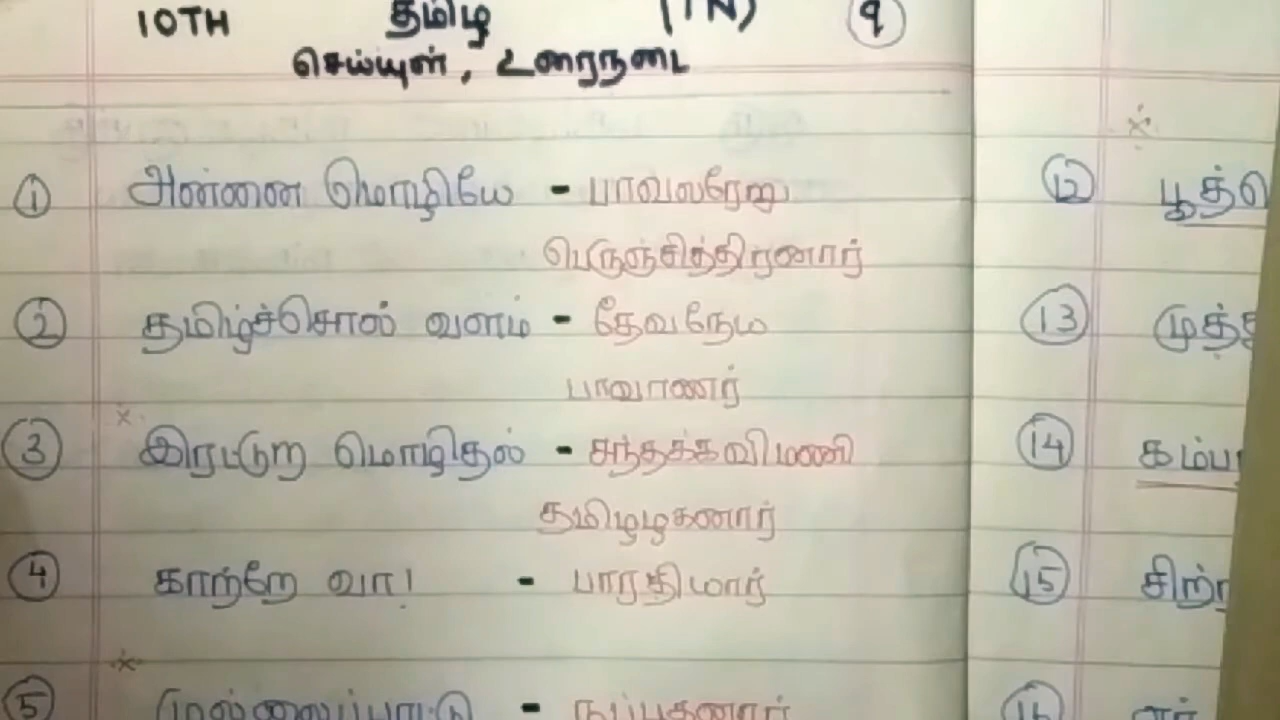 10TH தமிழ் (TN) 9
செய்யுள், உரைநடை
1 அன்னை மொழியே - பாவலரேறு
பெருஞ்சித்திரனார்
2 தமிழ்ச்சொல் வளம் - தேவநேய
பாவாணர்
3 இரட்டுற மொழிதல் - சந்தக்கவிமணி
தமிழழகனார்
4 காற்றே வா! - பாரதியார்
5 முல்லைப்பாட்டு - நப்பூதனார்
12
13
14
15
16